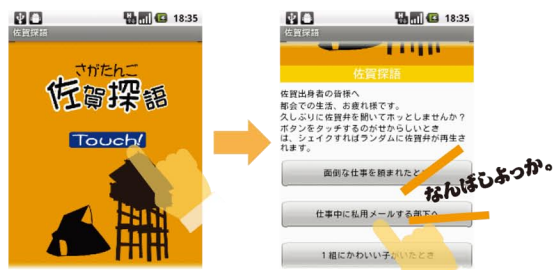 18:35
佐賀探語
さがたんご
佐賀探語
Touch!
18:35
佐賀探語
佐賀探語
佐賀出身者の皆様へ
都会での生活、お疲れ様です。
久しぶりに佐賀弁を聞いてホッとしませんか？
ボタンをタッチするのがせからしいとき
は、シェイクすればランダムに佐賀弁が再生さ
れます。
面倒な仕事を頼まれたと
仕事中に私用メールする部下へ
なんばしよっか。
１組にかわいい子がいたとき